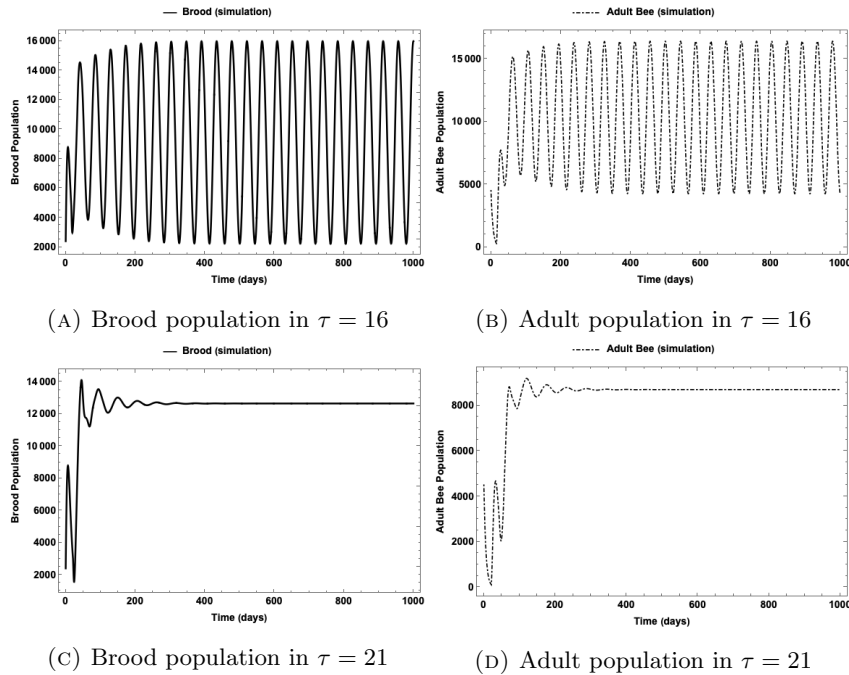 Brood (simulation)
16 000
14 000
12 000
10 000
8000
6000
4000
2000
Brood Population
0 200 400 600 800 1000
Time (days)
(A) Brood population in τ = 16
Adult Bee (simulation)
15 000
10 000
5000
0
Adult Bee Population
0 200 400 600 800 1000
Time (days)
(B) Adult population in τ = 16
Brood (simulation)
14 000
12 000
10 000
8000
6000
4000
2000
Brood Population
0 200 400 600 800 1000
Time (days)
(C) Brood population in τ = 21
Adult Bee (simulation)
8000
6000
4000
2000
0
Adult Bee Population
0 200 400 600 800 1000
Time (days)
(D) Adult population in τ = 21